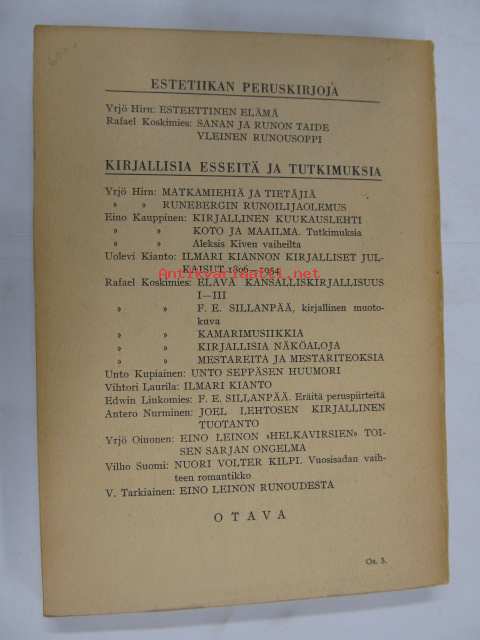 ESTETIIKAN PERUSKIRJOJA
Yrjö Hirn: ESTEETTINEN ELÄMÄ
Rafael Koskimies: SANAN JA RUNON TAIDE
YLEINEN RUNOUSOPPI
KIRJALLISIA ESSEITÄ JA TUTKIMUKSIA
Yrjö Hirn: MATKAMIEHIÄ JA TIETÄJIÄ
» » RUNEBERGIN RUNOILIJAOLEMUS
Eino Kauppinen: KIRJALLINEN KUUKAUSLEHTI
» » KOTO JA MAAILMA. Tutkimuksia
» » Aleksis Kiven vaiheilta
Uolevi Kianto: ILMARI KIANNON KIRJALLISET JUL-
KAISUT 1896—1954
Antikvariaatti.net
Rafael Koskimies: ELÄVÄ KANSALLISKIRJALLISUUS
I—III
» » F. E. SILLANPÄÄ, kirjallinen muoto-
kuva
» » KAMARIMUSIIKKIA
» » KIRJALLISIA NÄKÖALOJA
» » MESTAREITA JA MESTARITEOKSIA
Unto Kupiainen: UNTO SEPPÄSEN HUUMORI
Vihtori Laurila: ILMARI KIANTO
Edwin Linkomies: F. E. SILLANPÄÄ. Eräitä peruspiirteitä
Antero Nurminen: JOEL LEHTOSEN KIRJALLINEN
TUOTANTO
Yrjö Oinonen: EINO LEINON »HELKAVIRSIEN» TOI-
SEN SARJAN ONGELMA
Vilho Suomi: NUORI VOLTER KILPI. Vuosisadan vaih-
teen romantikko
V. Tarkiainen: EINO LEINON RUNOUDESTA
OTAVA
Oa. 3.